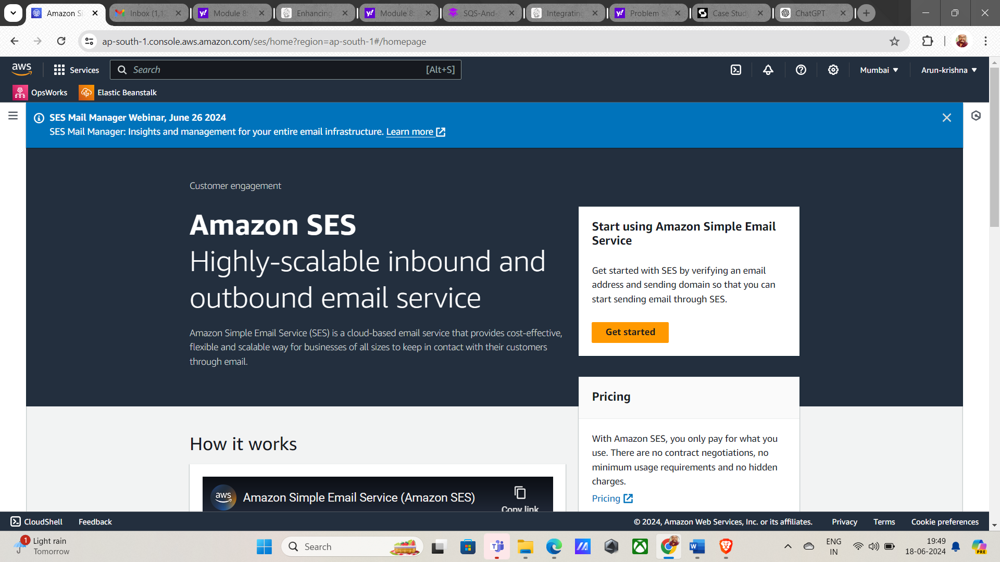 Amazon Si
Inbox (1,12
Module 8:
Enhancing
Module 8:
SQS-And-
Integrating
Problem S
Case Stud
ChatGPT
ap-south-1.console.aws.amazon.com/ses/home?region=ap-south-1#/homepage
aws
Services
Search
[Alt+S]
Mumbai
Arun-krishna
OpsWorks
Elastic Beanstalk
SES Mail Manager Webinar, June 26 2024
SES Mail Manager: Insights and management for your entire email infrastructure. Learn more
Customer engagement
Amazon SES
Highly-scalable inbound and
outbound email service
Amazon Simple Email Service (SES) is a cloud-based email service that provides cost-effective,
flexible and scalable way for businesses of all sizes to keep in contact with their customers
through email.
Start using Amazon Simple Email
Service
Get started with SES by verifying an email
address and sending domain so that you can
start sending email through SES.
Get started
Pricing
With Amazon SES, you only pay for what you
use. There are no contract negotiations, no
minimum usage requirements and no hidden
charges.
Pricing
How it works
aws
Amazon Simple Email Service (Amazon SES)
Copy link
CloudShell
Feedback
© 2024, Amazon Web Services, Inc. or its affiliates.
Privacy
Terms
Cookie preferences
1
Light rain
Tomorrow
Search
ENG
IN
19:49
18-06-2024
PRE